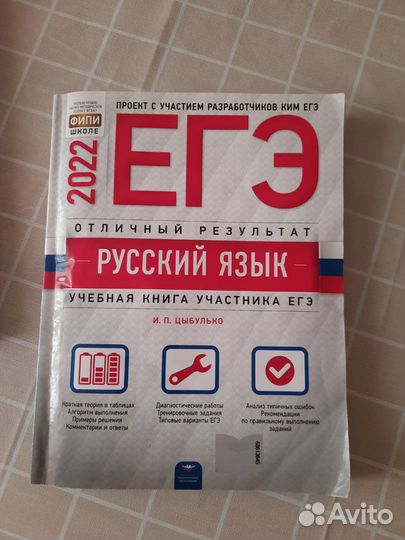 ПРОЕКТ С УЧАСТИЕМ РАЗРАБОТЧИКОВ КИМ ЕГЭ
ФИПИ
ШКОЛЕ
2022
ЕГЭ
ОТЛИЧНЫЙ РЕЗУЛЬТАТ
РУССКИЙ ЯЗЫК
УЧЕБНАЯ КНИГА УЧАСТНИКА ЕГЭ
И. П. ЦЫБУЛЬКО
Краткая теория в таблицах
Алгоритм выполнения
Примеры решения
Комментарии и ответы
Диагностические работы
Тренировочные задания
Типовые варианты ЕГЭ
Анализ типичных ошибок
Рекомендации
по правильному выполнению
заданий
Avito